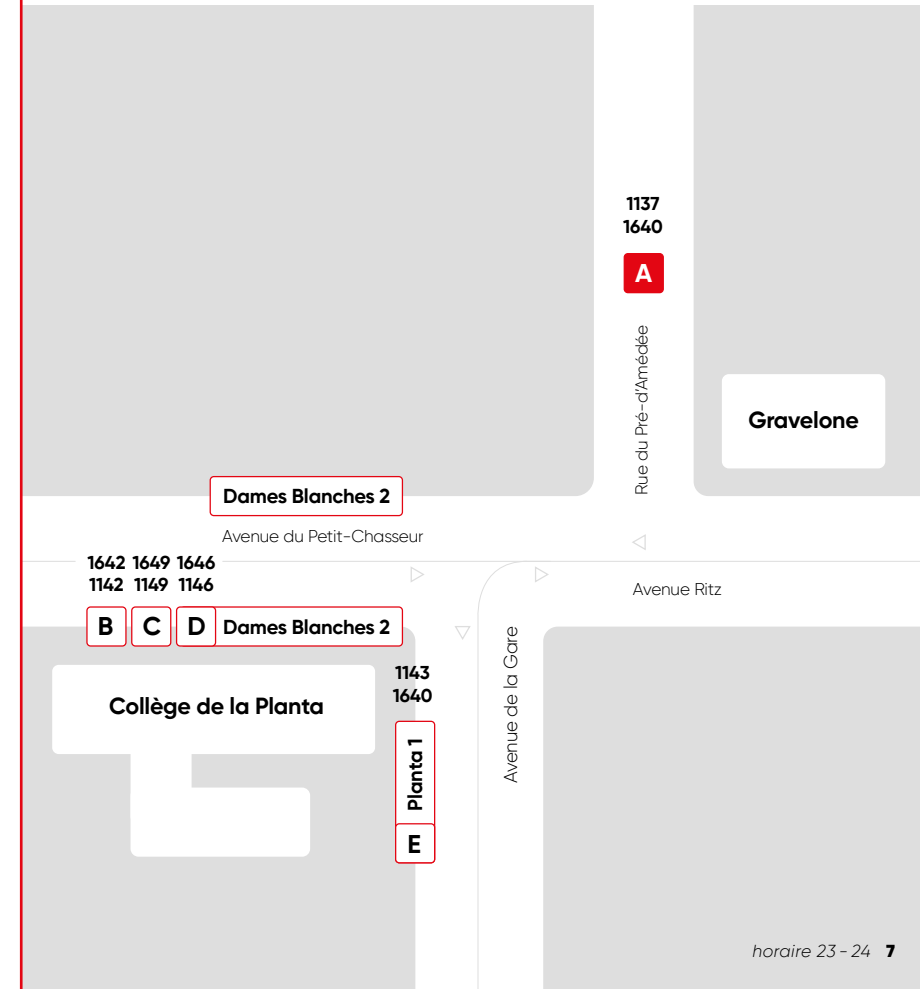 1137
1640
A
Rue du Pré-d'Amédée
Gravelone
Dames Blanches 2
Avenue du Petit-Chasseur
1642 1649 1646
1142 1149 1146
Avenue Ritz
B C D Dames Blanches 2
Avenue de la Gare
1143
1640
Collège de la Planta
Planta 1
E
horaire 23 - 24 7